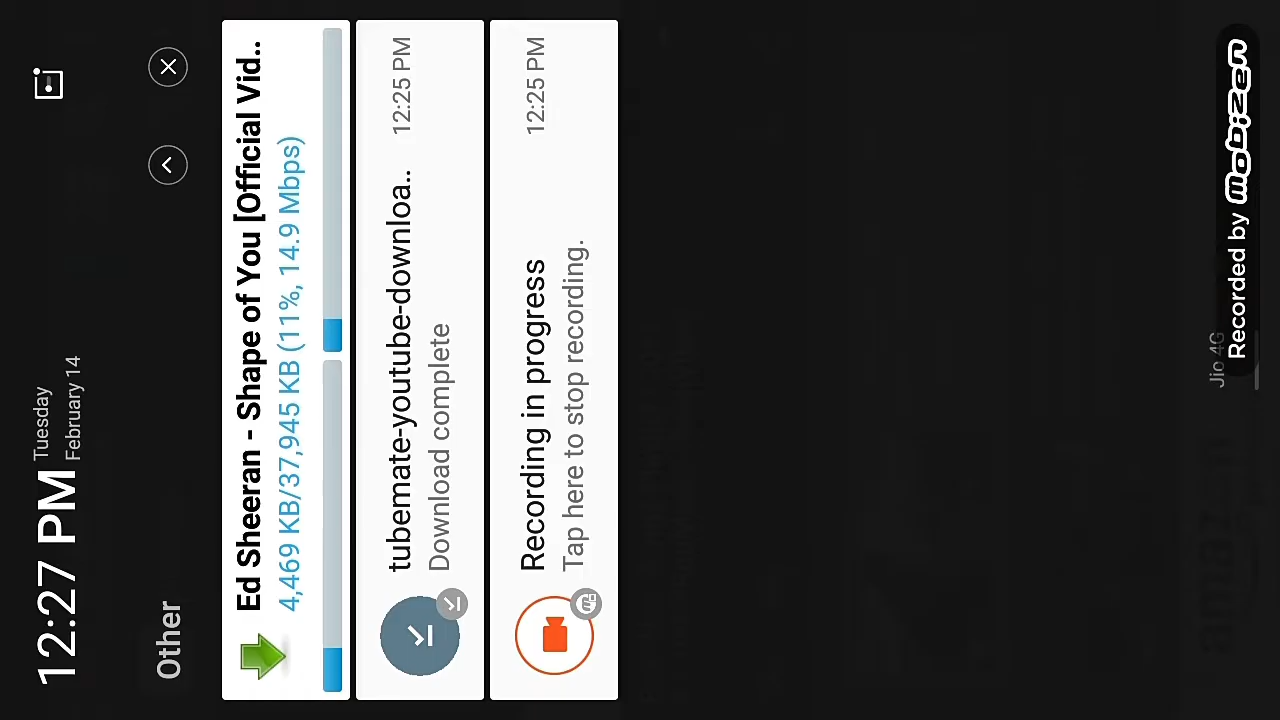 12:27 PM
Tuesday
February 14
Other
Ed Sheeran - Shape of You [Official Vid..
4,469 KB/37,945 KB (11%, 14.9 Mbps)
tubemate-youtube-downloa..
12:25 PM
Download complete
Recording in progress
12:25 PM
Tap here to stop recording.
Jio 4G
Recorded by mobizen